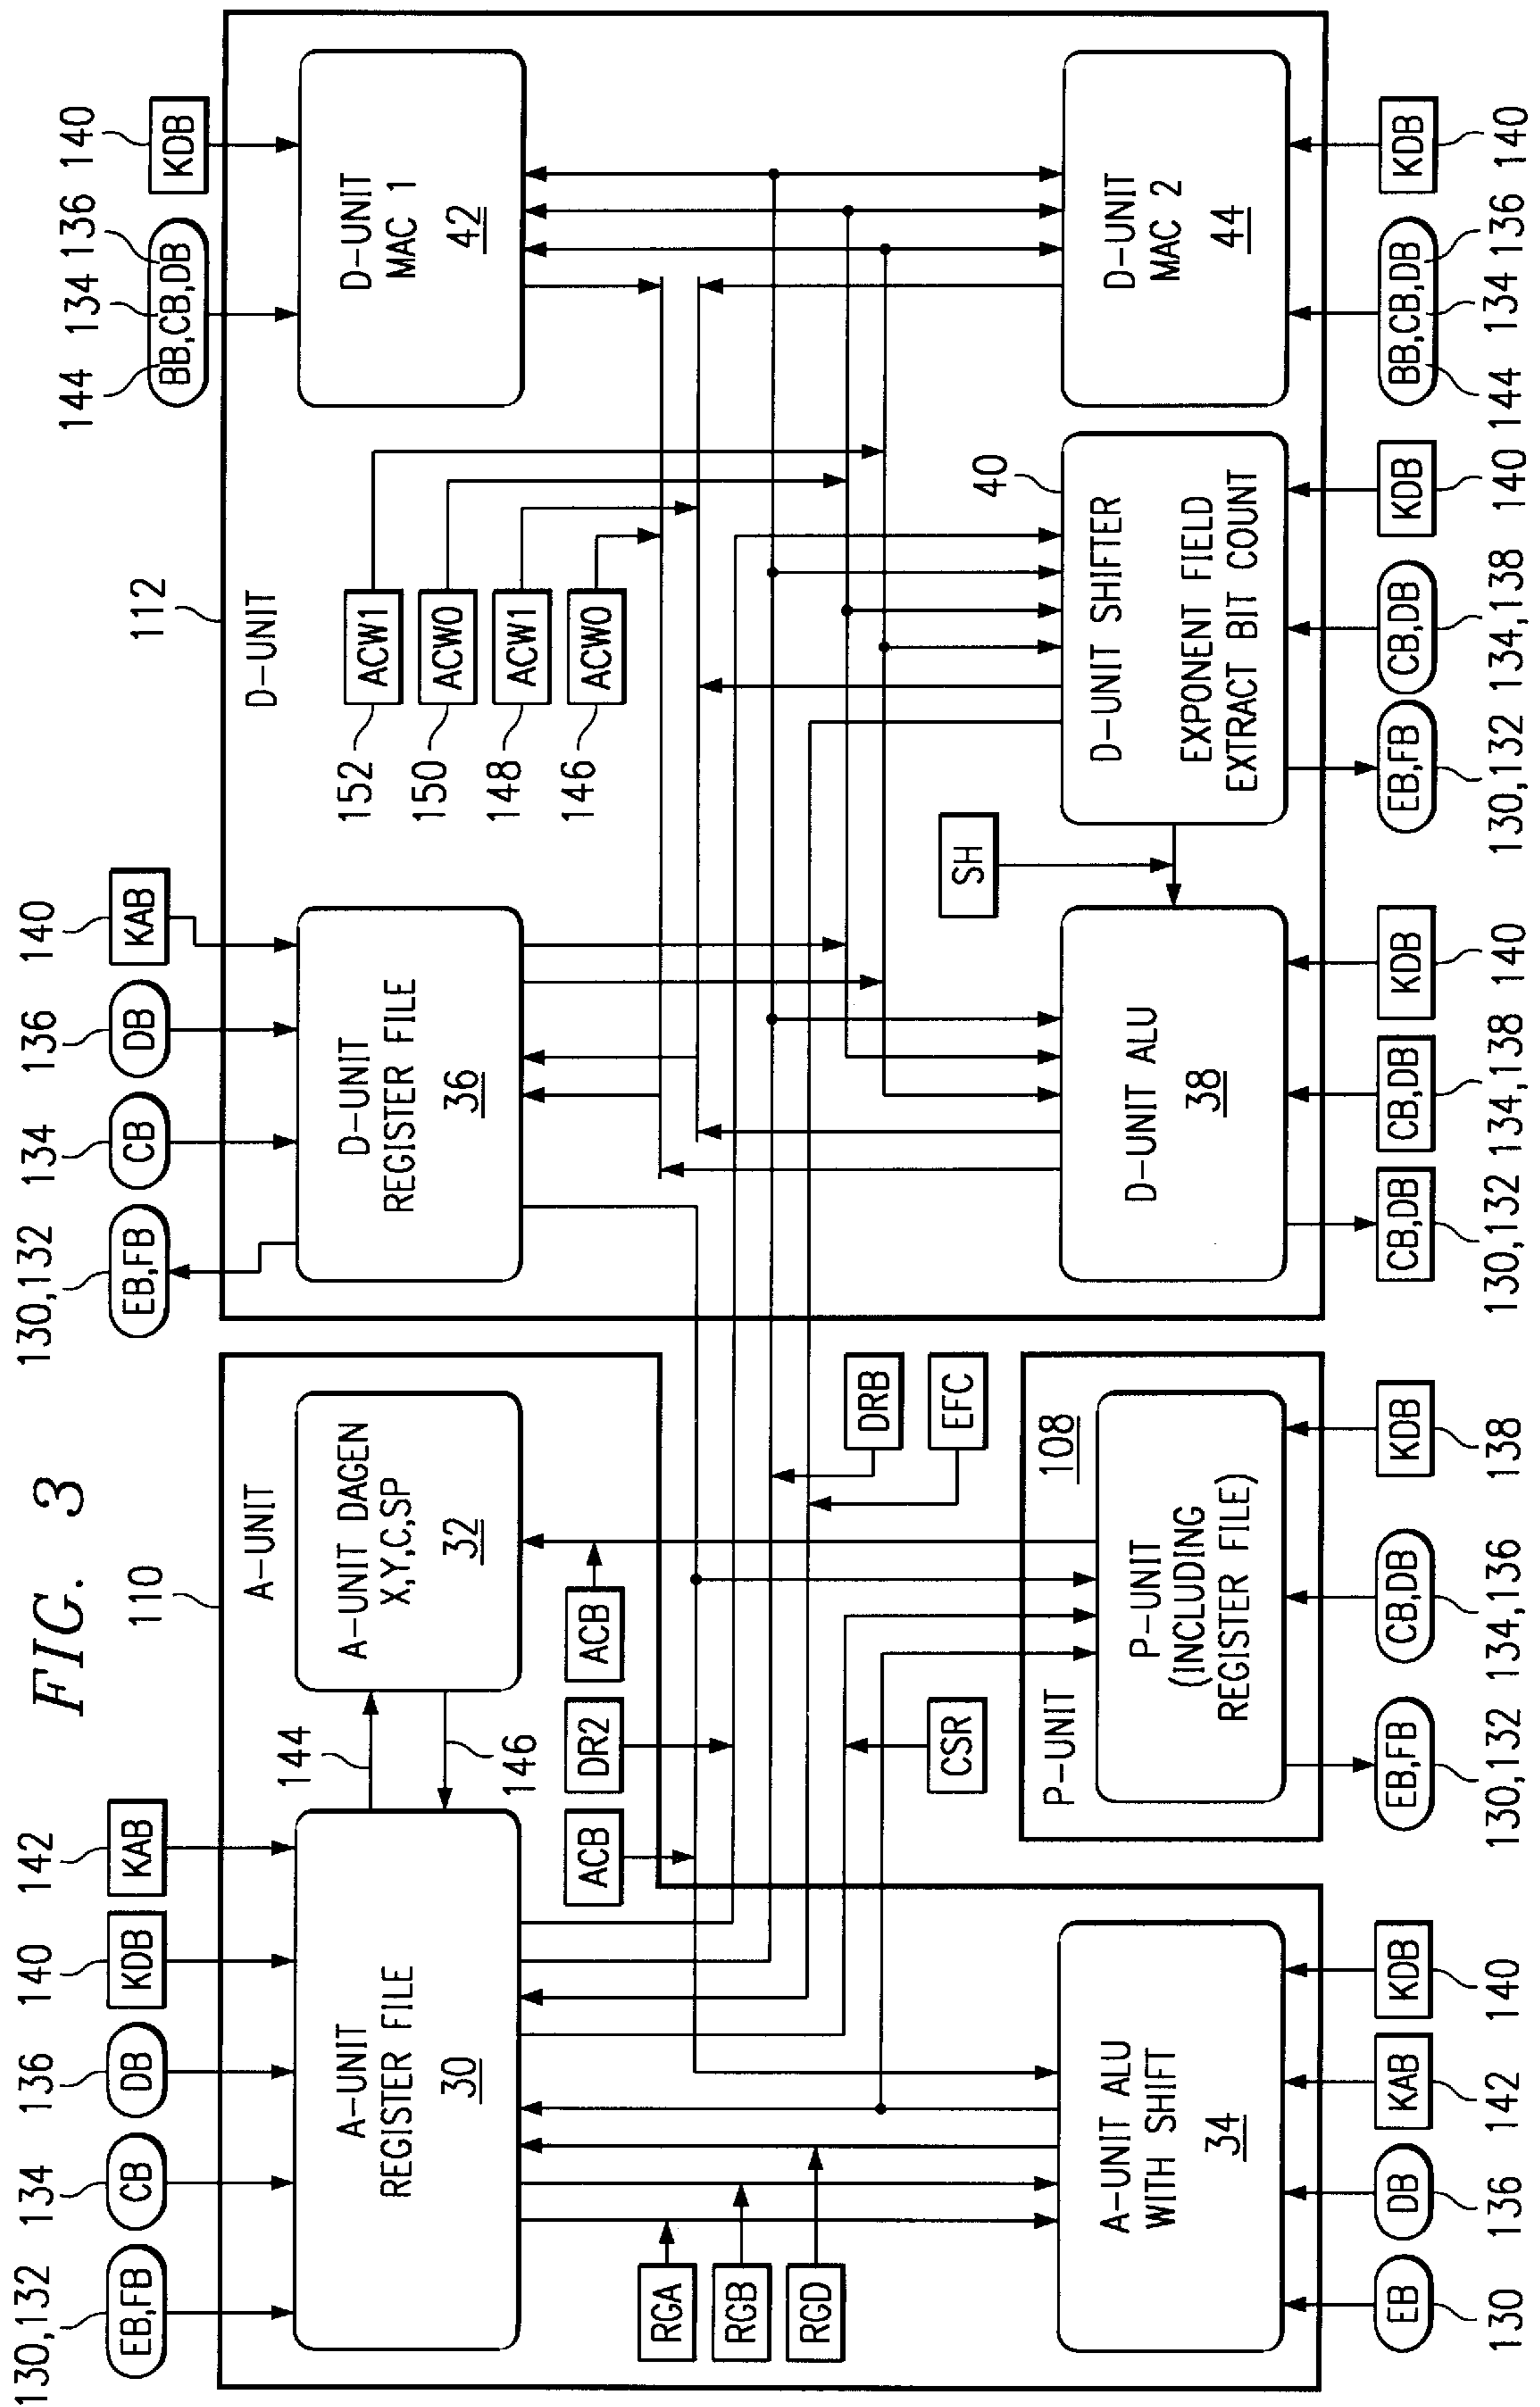 FIG. 3
130,132
134
136
140
142
EB,FB
CB
DB
KDB
KAB
110
A-UNIT
A-UNIT
REGISTER FILE
30
144
146
A-UNIT DAGEN
X,Y,C,SP
32
RGA
RGB
RGD
ACB
DR2
ACB
CSR
DRB
EFC
A-UNIT ALU
WITH SHIFT
34
EB
DB
KAB
KDB
130
136
142
140
P-UNIT
108
P-UNIT
(INCLUDING
REGISTER FILE)
EB,FB
CB,DB
KDB
130,132
134,136
138
130,132
134
136
140
EB,FB
CB
DB
KAB
112
D-UNIT
D-UNIT
REGISTER FILE
36
152
ACW1
150
ACW0
148
ACW1
146
ACW0
144
134
136
140
BB,CB,DB
KDB
D-UNIT
MAC 1
42
SH
D-UNIT ALU
38
40
D-UNIT SHIFTER
EXPONENT FIELD
EXTRACT BIT COUNT
D-UNIT
MAC 2
44
CB,DB
CB,DB
KDB
EB,FB
CB,DB
KDB
BB,CB,DB
KDB
130,132
134,138
140
130,132
134,138
140
144
134
136
140